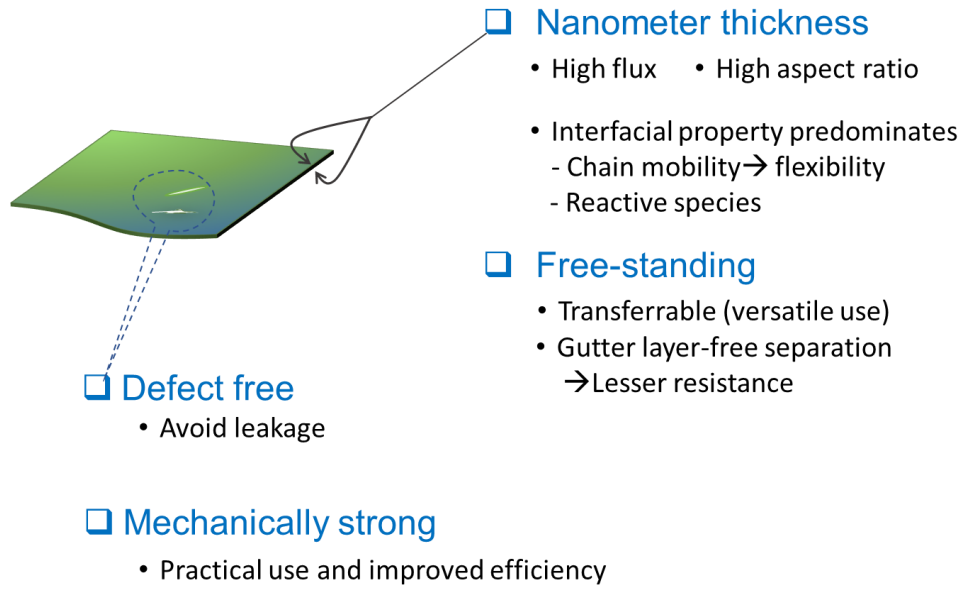 ❑ Nanometer thickness
• High flux • High aspect ratio
• Interfacial property predominates
- Chain mobility→ flexibility
- Reactive species
❑ Free-standing
• Transferrable (versatile use)
• Gutter layer-free separation
→Lesser resistance
❑ Defect free
• Avoid leakage
❑ Mechanically strong
• Practical use and improved efficiency